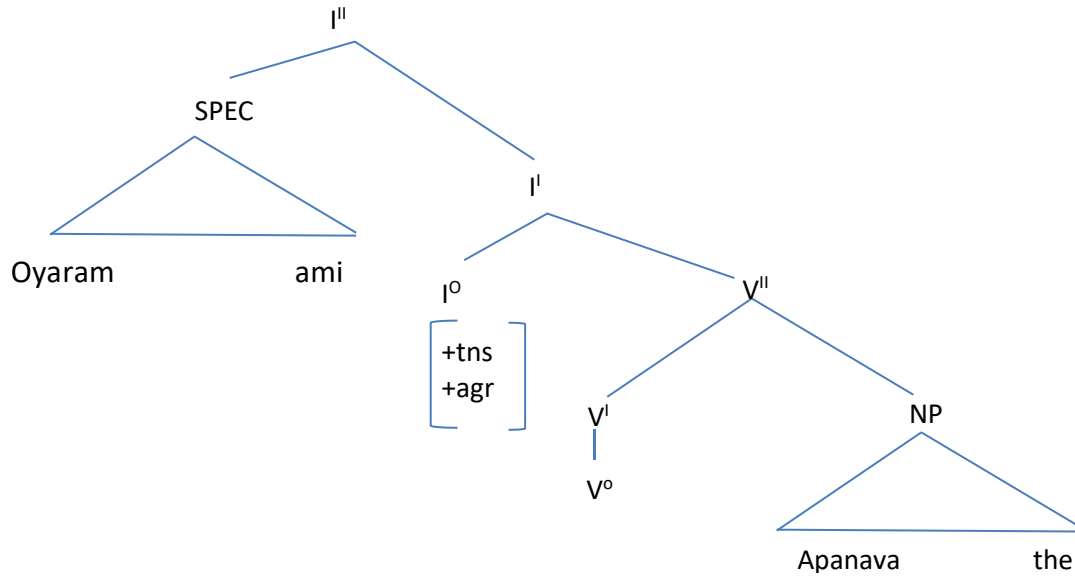 I^II
SPEC
I^I
Oyaram ami
I^O V^II
+tns
+agr
V^I NP
V^o
Apanava the